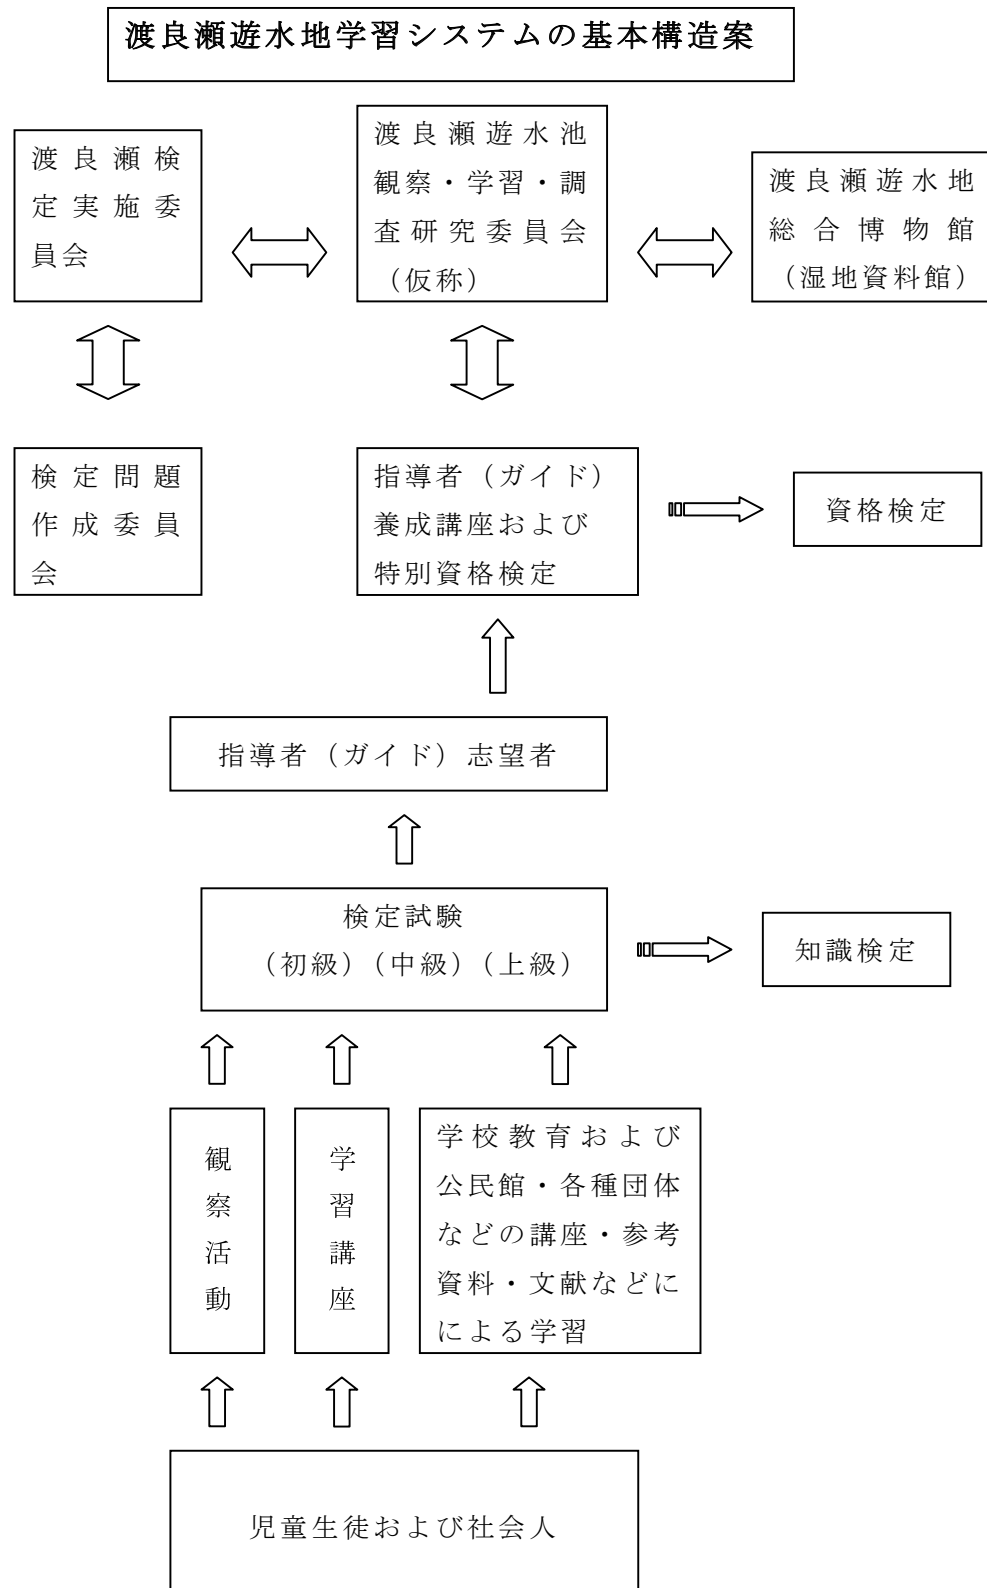 渡良瀬遊水地学習システムの基本構造案
渡良瀬検
定実施委
員会
渡良瀬遊水池
観察・学習・調
査研究委員会
（仮称）
渡良瀬遊水地
総合博物館
（湿地資料館）
検定問題
作成委員
会
指導者（ガイド）
養成講座および
特別資格検定
資格検定
指導者（ガイド）志望者
検定試験
（初級）（中級）（上級）
知識検定
観察活動
学習講座
学校教育および
公民館・各種団体
などの講座・参考
資料・文献などに
による学習
児童生徒および社会人